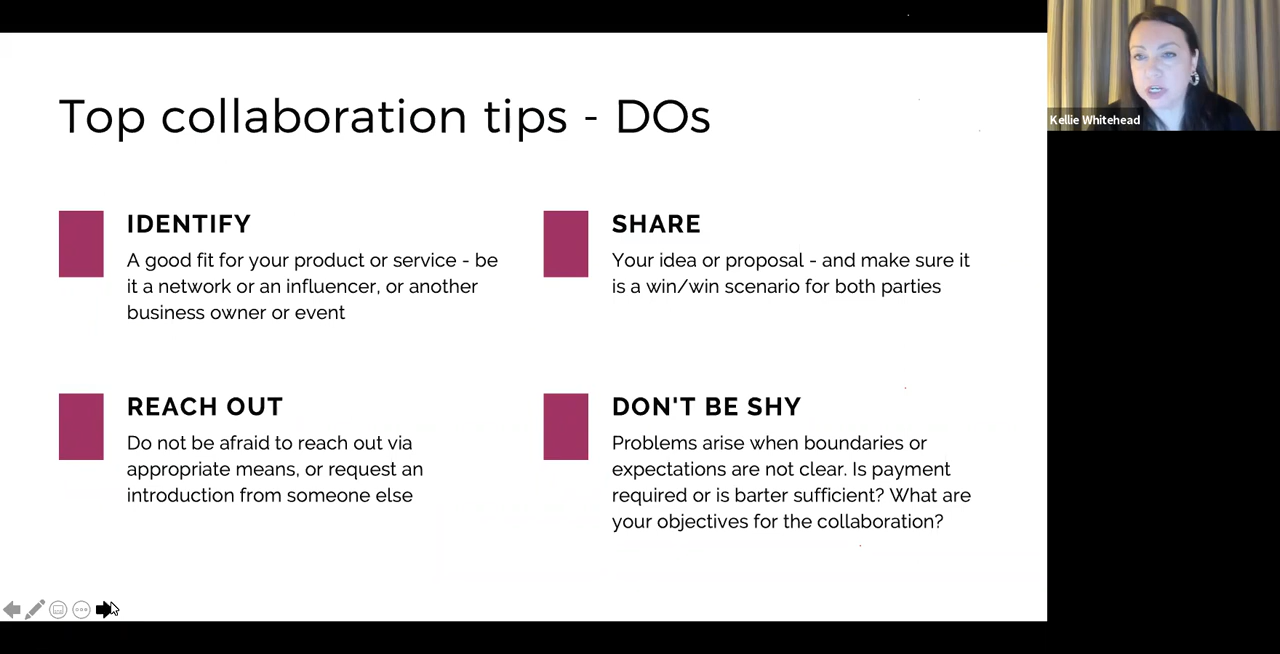 Top collaboration tips - DOs
IDENTIFY
A good fit for your product or service - be
it a network or an influencer, or another
business owner or event
SHARE
Your idea or proposal - and make sure it
is a win/win scenario for both parties
REACH OUT
Do not be afraid to reach out via
appropriate means, or request an
introduction from someone else
DON'T BE SHY
Problems arise when boundaries or
expectations are not clear. Is payment
required or is barter sufficient? What are
your objectives for the collaboration?
Kellie Whitehead